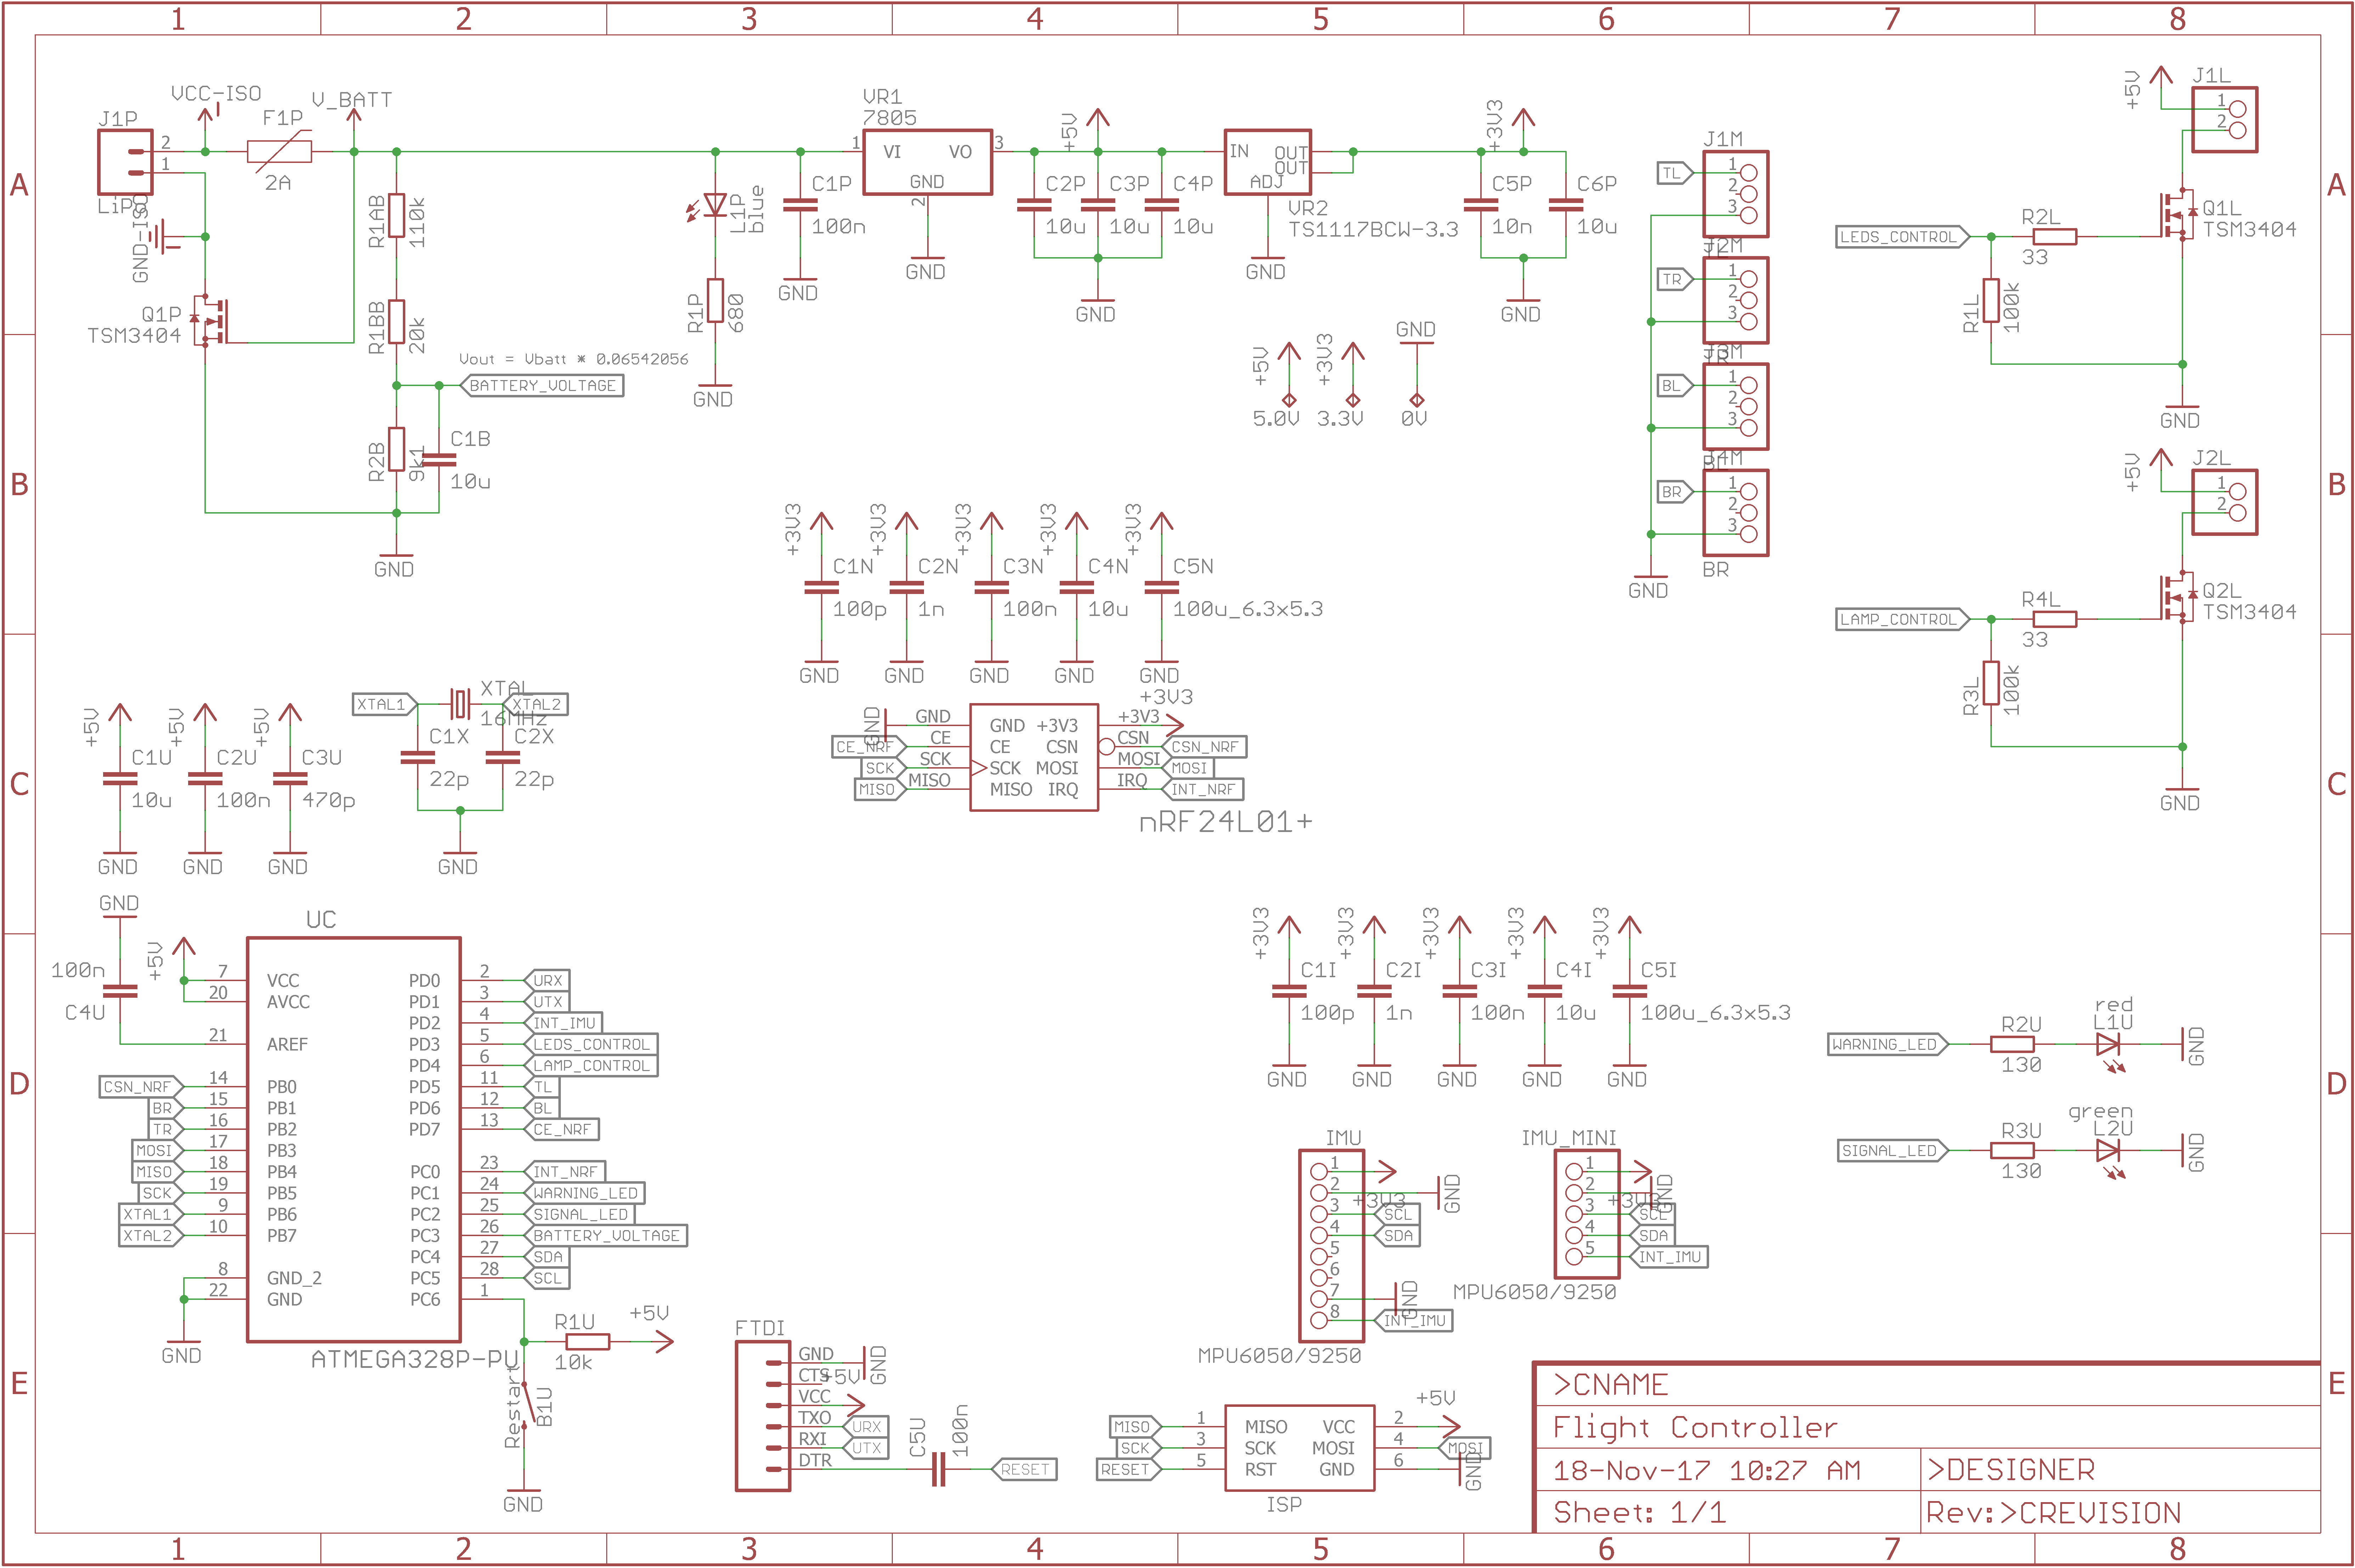 1 2 3 4 5 6 7 8
A
B
C
D
E
A
B
C
D
E
1 2 3 4 5 6 7 8
J1P
2
1
LiPo
VCC-ISO
F1P
2A
V_BATT
GND-ISO
Q1P
TSM3404
R1AB
110k
R1BB
20k
Vout = Vbatt * 0.06542056
BATTERY_VOLTAGE
R2B
9k1
C1B
10u
GND
L1P
blue
R1P
680
GND
C1P
100n
GND
VR1
7805
1 VI VO 3
GND
2
GND
+5V
C2P
10u
C3P
10u
C4P
10u
GND
IN OUT
OUT
ADJ
VR2
TS1117BCW-3.3
GND
+3V3
C5P
10n
C6P
10u
GND
+5V
5.0V
+3V3
3.3V
GND
0V
J1M
TL
1
2
3
TL
J2M
TR
1
2
3
TR
J3M
BL
1
2
3
BL
J4M
BR
1
2
3
BR
GND
+5V
J1L
1
2
LEDS_CONTROL
R2L
33
R1L
100k
Q1L
TSM3404
GND
+5V
J2L
1
2
LAMP_CONTROL
R4L
33
R3L
100k
Q2L
TSM3404
GND
+3V3 +3V3 +3V3 +3V3 +3V3
C1N C2N C3N C4N C5N
100p 1n 100n 10u 100u_6.3x5.3
GND GND GND GND GND
+3V3
GND GND GND +3V3 +3V3
CE_NRF CE CE CSN CSN CSN_NRF
SCK SCK SCK MOSI MOSI MOSI
MISO MISO MISO IRQ IRQ INT_NRF
nRF24L01+
+5V +5V +5V
C1U C2U C3U
10u 100n 470p
GND GND GND
XTAL1
XTAL
16MHz
XTAL2
C1X C2X
22p 22p
GND
GND
100n
C4U
+5V
UC
7 VCC
20 AVCC
21 AREF
CSN_NRF 14 PB0
BR 15 PB1
TR 16 PB2
MOSI 17 PB3
MISO 18 PB4
SCK 19 PB5
XTAL1 9 PB6
XTAL2 10 PB7
8 GND_2
22 GND
GND
PD0 2 URX
PD1 3 UTX
PD2 4 INT_IMU
PD3 5 LEDS_CONTROL
PD4 6 LAMP_CONTROL
PD5 11 TL
PD6 12 BL
PD7 13 CE_NRF
PC0 23 INT_NRF
PC1 24 WARNING_LED
PC2 25 SIGNAL_LED
PC3 26 BATTERY_VOLTAGE
PC4 27 SDA
PC5 28 SCL
PC6 1
ATMEGA328P-PU
R1U
10k
+5V
Restart
B1U
GND
FTDI
GND GND
CTS
+5V
VCC
TXO URX
RXI UTX
DTR
C5U
100n
RESET
MISO 1 MISO VCC 2 +5V
SCK 3 SCK MOSI 4 MOSI
RESET 5 RST GND 6 GND
ISP
+3V3 +3V3 +3V3 +3V3 +3V3
C1I C2I C3I C4I C5I
100p 1n 100n 10u 100u_6.3x5.3
GND GND GND GND GND
IMU
1 +3V3
2 GND
3 SCL
4 SDA
5
6
7 GND
8 INT_IMU
MPU6050/9250
IMU_MINI
1 +3V3
2 GND
3 SCL
4 SDA
5 INT_IMU
MPU6050/9250
WARNING_LED
R2U
130
red
L1U
GND
SIGNAL_LED
R3U
130
green
L2U
GND
>CNAME
Flight Controller
18-Nov-17 10:27 AM
>DESIGNER
Sheet: 1/1
Rev:>CREVISION